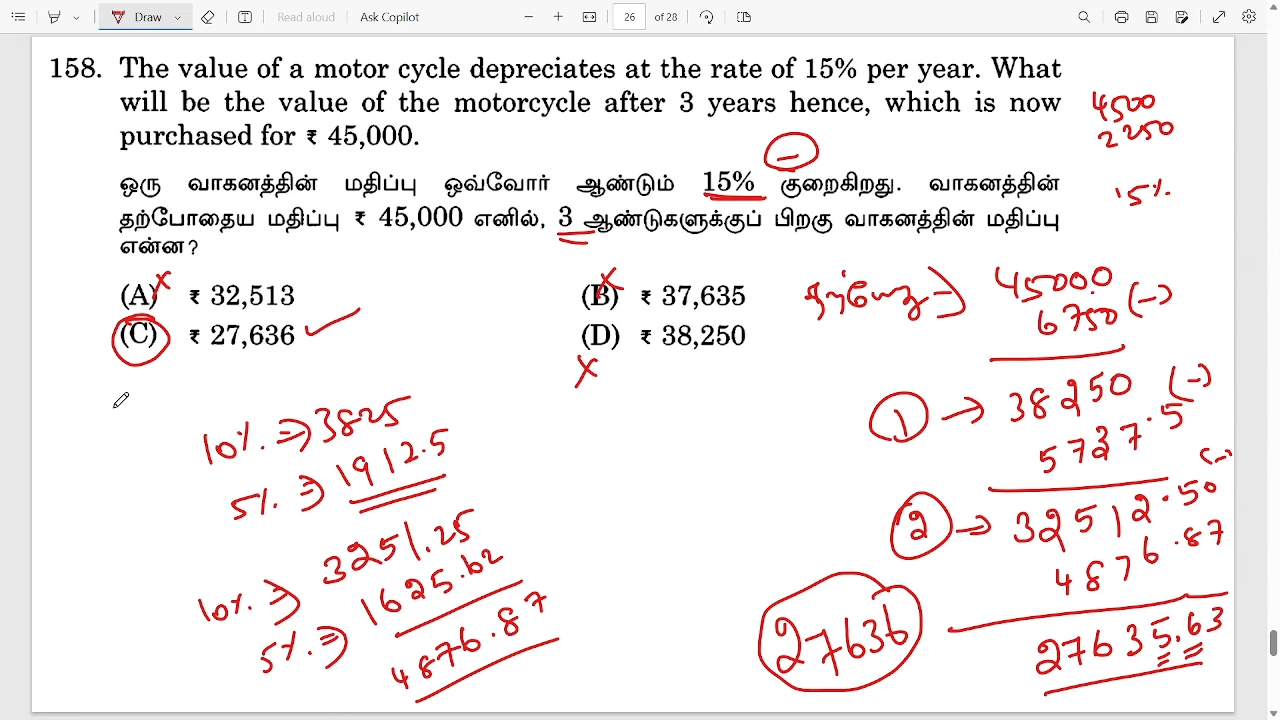 Draw
Read aloud
Ask Copilot
26 of 28
158. The value of a motor cycle depreciates at the rate of 15% per year. What
will be the value of the motorcycle after 3 years hence, which is now
purchased for ₹ 45,000.
ஒரு வாகனத்தின் மதிப்பு ஒவ்வோர் ஆண்டும் 15% குறைகிறது. வாகனத்தின்
தற்போதைய மதிப்பு ₹ 45,000 எனில், 3 ஆண்டுகளுக்குப் பிறகு வாகனத்தின் மதிப்பு
என்ன?
(A) ₹ 32,513 (B) ₹ 37,635
(C) ₹ 27,636 (D) ₹ 38,250
4500
2250
15%
45000.0
6750 (-)
① → 38250 (-)
5737.5
② → 32512.50 (-)
4876.87
27635.63
27636
10% ⇒ 3825
5% ⇒ 1912.5
10% ⇒ 3251.25
5% ⇒ 1625.62
4876.87